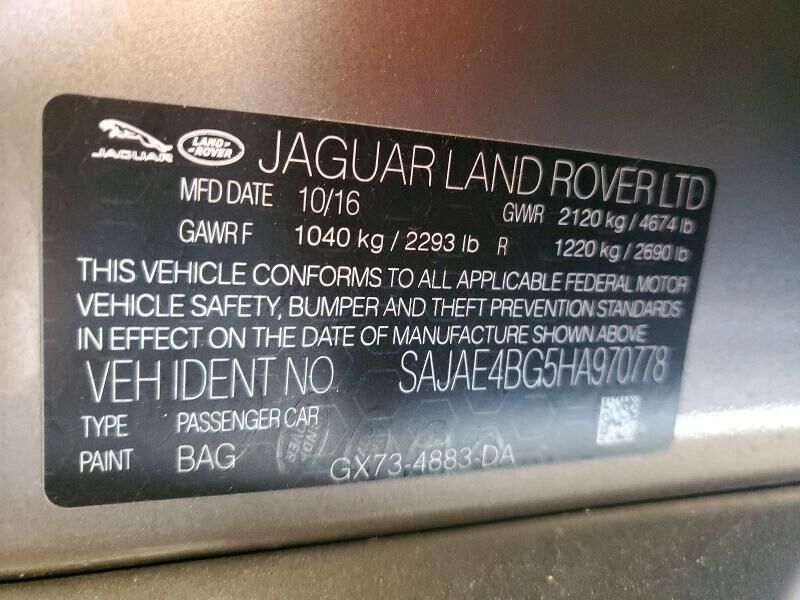 JAGUAR
LAND ROVER
JAGUAR LAND ROVER LTD
MFD DATE 10/16 GVWR 2120 kg / 4674 lb
GAWR F 1040 kg / 2293 lb R 1220 kg / 2690 lb
THIS VEHICLE CONFORMS TO ALL APPLICABLE FEDERAL MOTOR
VEHICLE SAFETY, BUMPER AND THEFT PREVENTION STANDARDS
IN EFFECT ON THE DATE OF MANUFACTURE SHOWN ABOVE
VEH IDENT NO SAJAE4BG5HA970778
TYPE PASSENGER CAR
PAINT BAG GX73-4883-DA